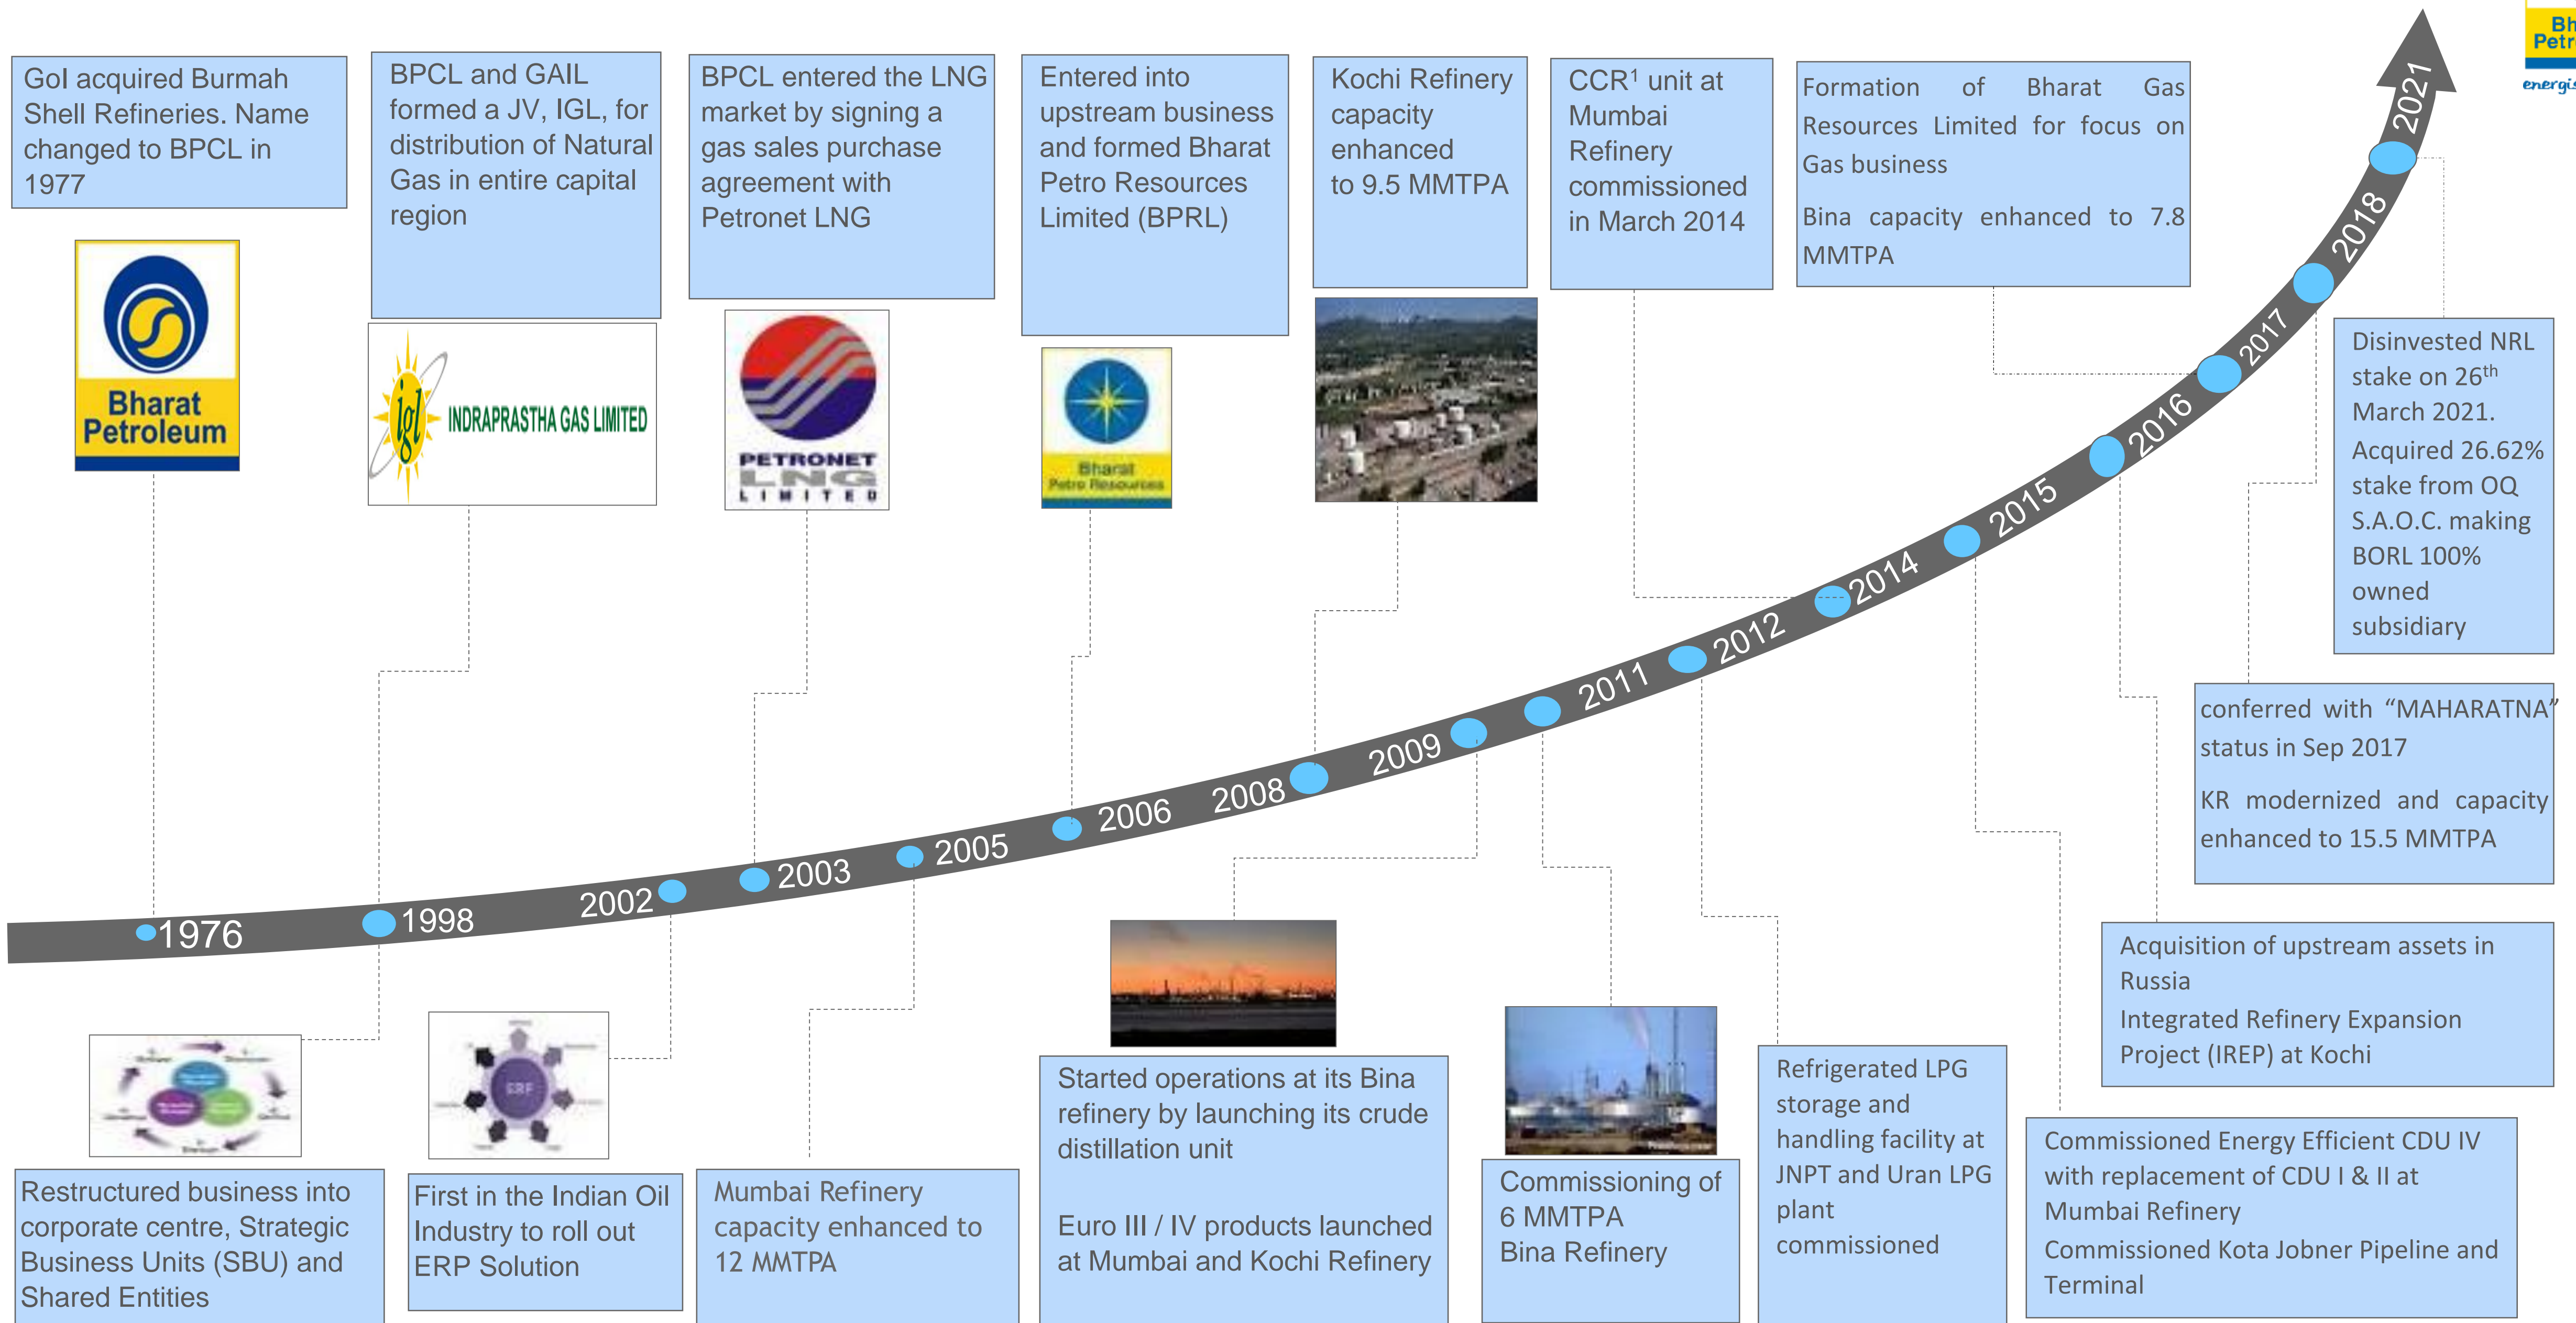 GoI acquired Burmah
Shell Refineries. Name
changed to BPCL in
1977
BPCL and GAIL
formed a JV, IGL, for
distribution of Natural
Gas in entire capital
region
BPCL entered the LNG
market by signing a
gas sales purchase
agreement with
Petronet LNG
Entered into
upstream business
and formed Bharat
Petro Resources
Limited (BPRL)
Kochi Refinery
capacity
enhanced
to 9.5 MMTPA
CCR¹ unit at
Mumbai
Refinery
commissioned
in March 2014
Formation of Bharat Gas
Resources Limited for focus on
Gas business
Bina capacity enhanced to 7.8
MMTPA
Bharat
Petroleum
igl INDRAPRASTHA GAS LIMITED
PETRONET
LNG
LIMITED
Bharat
Petro Resources
1976
1998
2002
2003
2005
2006
2008
2009
2011
2012
2014
2015
2016
2017
2018
2021
Disinvested NRL
stake on 26th
March 2021.
Acquired 26.62%
stake from OQ
S.A.O.C. making
BORL 100%
owned
subsidiary
conferred with “MAHARATNA”
status in Sep 2017
KR modernized and capacity
enhanced to 15.5 MMTPA
Acquisition of upstream assets in
Russia
Integrated Refinery Expansion
Project (IREP) at Kochi
Commissioned Energy Efficient CDU IV
with replacement of CDU I & II at
Mumbai Refinery
Commissioned Kota Jobner Pipeline and
Terminal
Refrigerated LPG
storage and
handling facility at
JNPT and Uran LPG
plant
commissioned
Commissioning of
6 MMTPA
Bina Refinery
Started operations at its Bina
refinery by launching its crude
distillation unit
Euro III / IV products launched
at Mumbai and Kochi Refinery
Mumbai Refinery
capacity enhanced to
12 MMTPA
ERP
First in the Indian Oil
Industry to roll out
ERP Solution
Restructured business into
corporate centre, Strategic
Business Units (SBU) and
Shared Entities